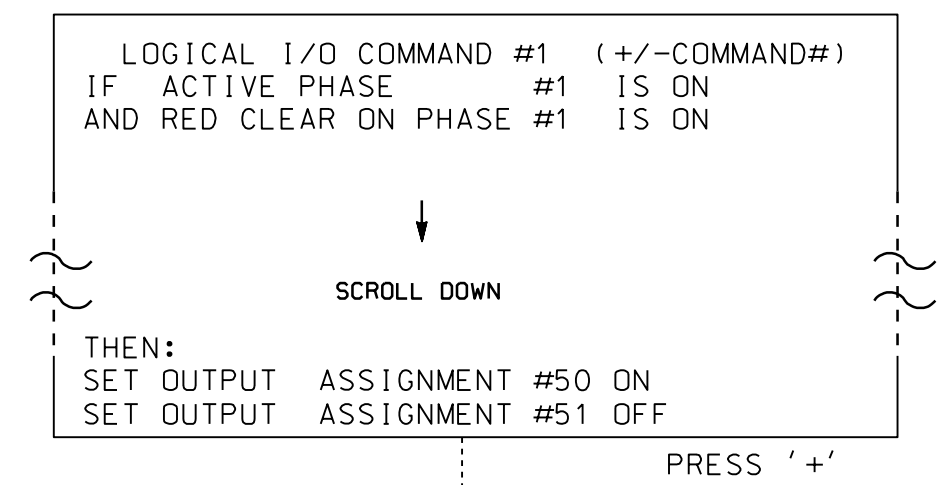 LOGICAL I/O COMMAND #1 (+/-COMMAND#)
IF ACTIVE PHASE #1 IS ON
AND RED CLEAR ON PHASE #1 IS ON
SCROLL DOWN
THEN:
SET OUTPUT ASSIGNMENT #50 ON
SET OUTPUT ASSIGNMENT #51 OFF
PRESS '+'